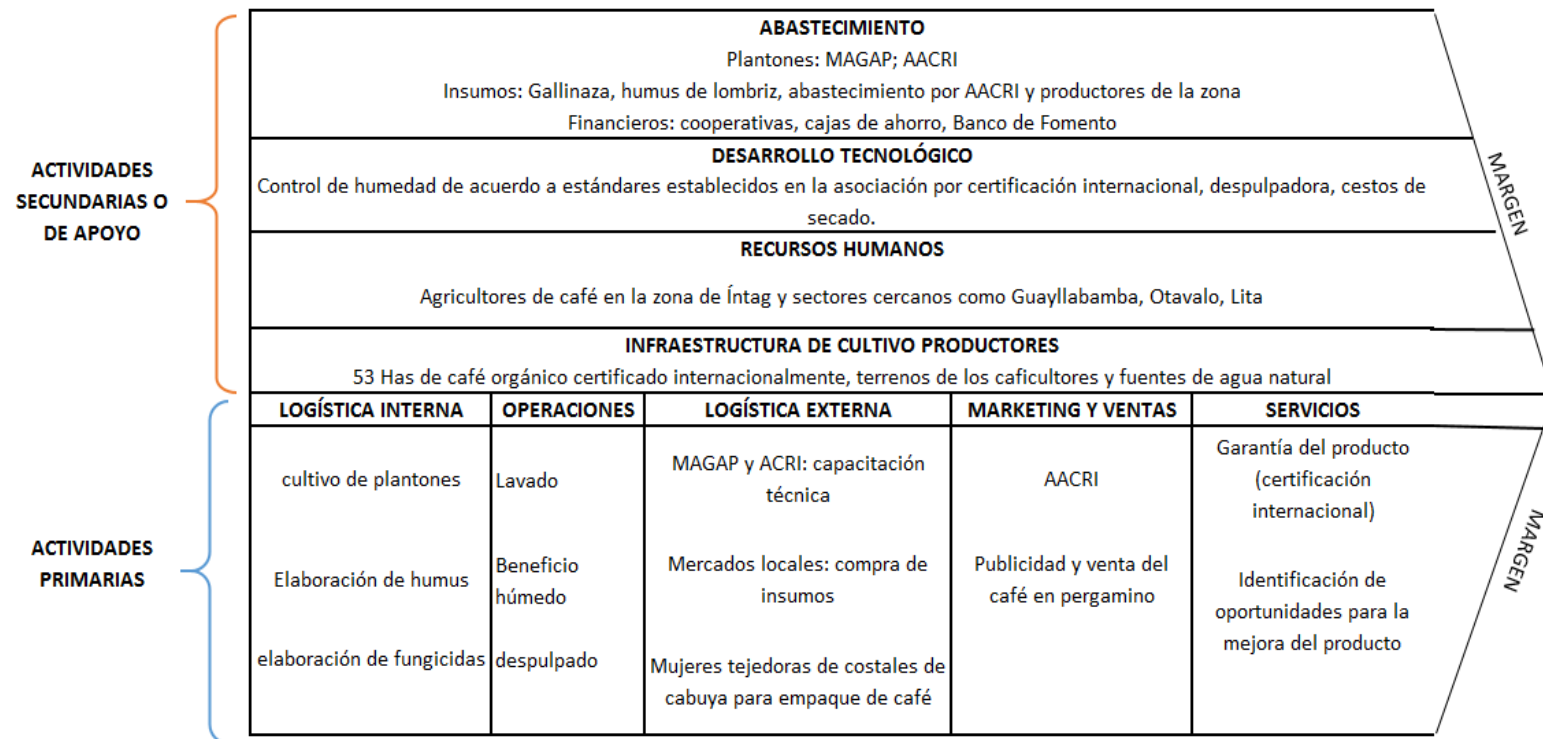 ABASTECIMIENTO
Plantones: MAGAP; AACRI
Insumos: Gallinaza, humus de lombriz, abastecimiento por AACRI y productores de la zona
Financieros: cooperativas, cajas de ahorro, Banco de Fomento
DESARROLLO TECNOLÓGICO
Control de humedad de acuerdo a estándares establecidos en la asociación por certificación internacional, despulpadora, cestos de
secado.
RECURSOS HUMANOS
Agricultores de café en la zona de Íntag y sectores cercanos como Guayllabamba, Otavalo, Lita
INFRAESTRUCTURA DE CULTIVO PRODUCTORES
53 Has de café orgánico certificado internacionalmente, terrenos de los caficultores y fuentes de agua natural
ACTIVIDADES
SECUNDARIAS O
DE APOYO
MARGEN
LOGÍSTICA INTERNA
cultivo de plantones
Elaboración de humus
elaboración de fungicidas
OPERACIONES
Lavado
Beneficio
húmedo
despulpado
LOGÍSTICA EXTERNA
MAGAP y ACRI: capacitación
técnica
Mercados locales: compra de
insumos
Mujeres tejedoras de costales de
cabuya para empaque de café
MARKETING Y VENTAS
AACRI
Publicidad y venta del
café en pergamino
SERVICIOS
Garantía del producto
(certificación
internacional)
Identificación de
oportunidades para la
mejora del producto
ACTIVIDADES
PRIMARIAS
MARGEN